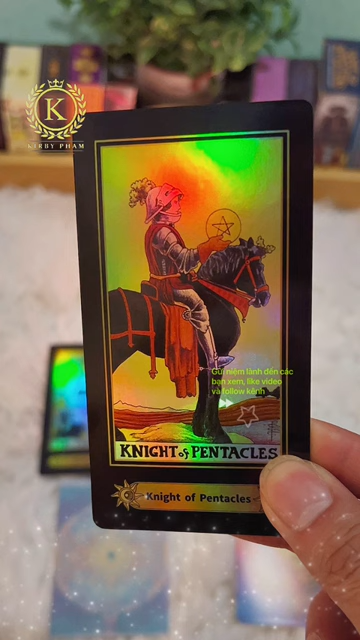 K
KIRBY PHAM
Gửi niệm lành đến các
bạn xem, like video
và follow kênh
KNIGHT of PENTACLES
Knight of Pentacles